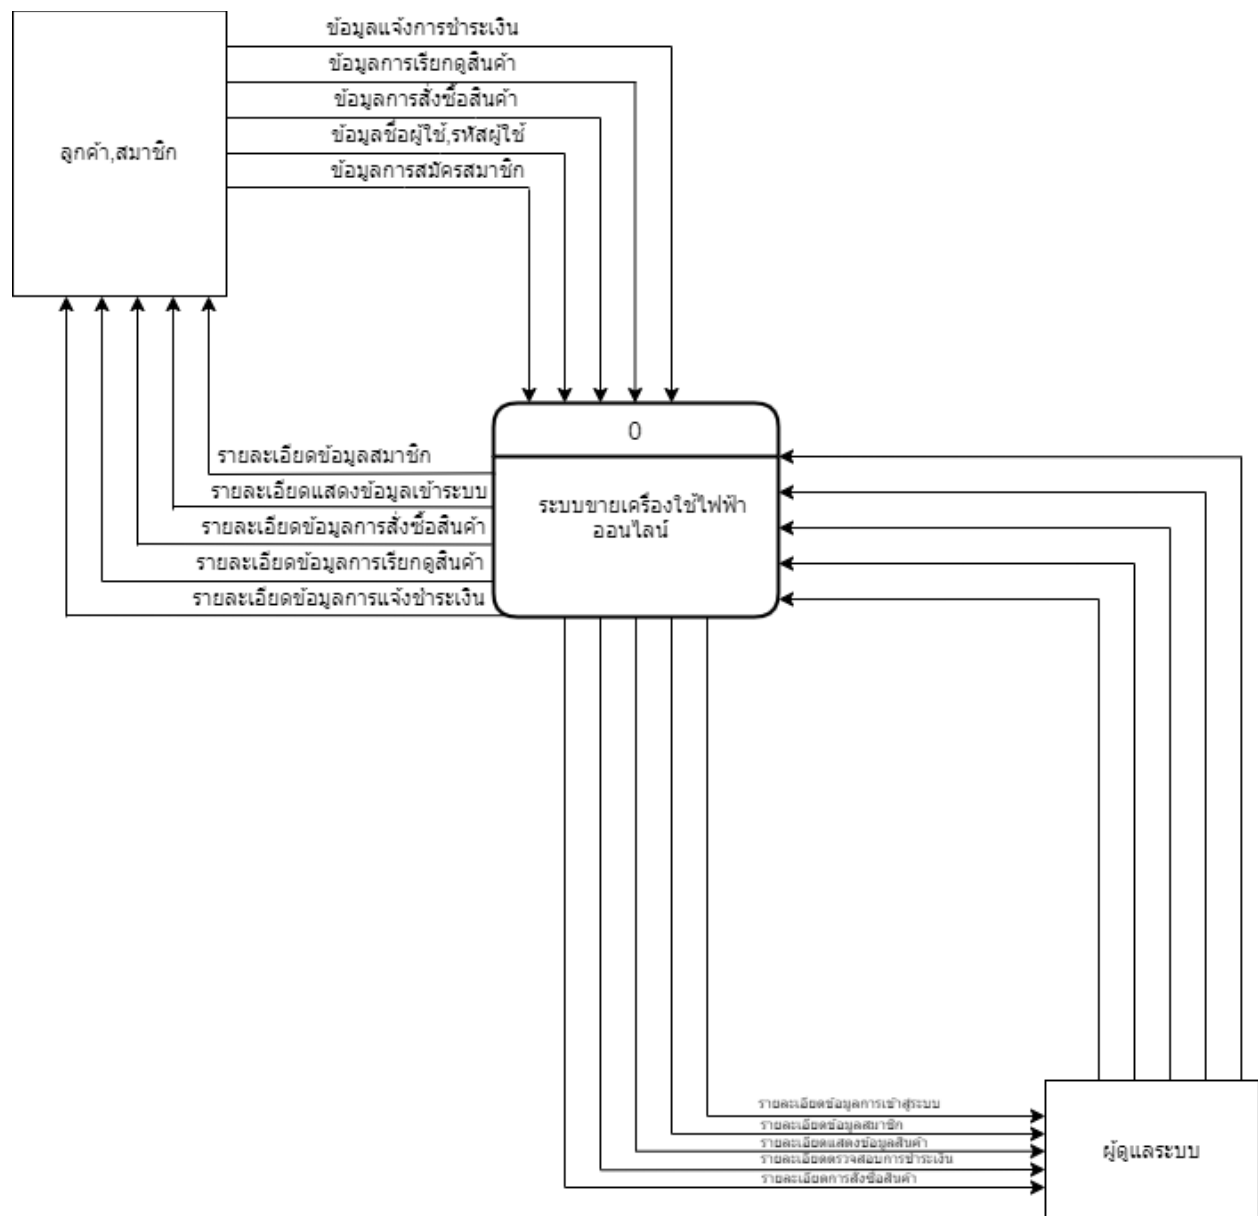 ข้อมูลแจ้งการชำระเงิน
ข้อมูลการเรียกดูสินค้า
ข้อมูลการสั่งซื้อสินค้า
ข้อมูลชื่อผู้ใช้,รหัสผู้ใช้
ข้อมูลการสมัครสมาชิก
ลูกค้า,สมาชิก
0
ระบบขายเครื่องใช้ไฟฟ้า
ออนไลน์
รายละเอียดข้อมูลสมาชิก
รายละเอียดแสดงข้อมูลเข้าระบบ
รายละเอียดข้อมูลการสั่งซื้อสินค้า
รายละเอียดข้อมูลการเรียกดูสินค้า
รายละเอียดข้อมูลการแจ้งชำระเงิน
รายละเอียดข้อมูลการเข้าสู่ระบบ
รายละเอียดข้อมูลสมาชิก
รายละเอียดแสดงข้อมูลสินค้า
รายละเอียดตรวจสอบการชำระเงิน
รายละเอียดการสั่งซื้อสินค้า
ผู้ดูแลระบบ